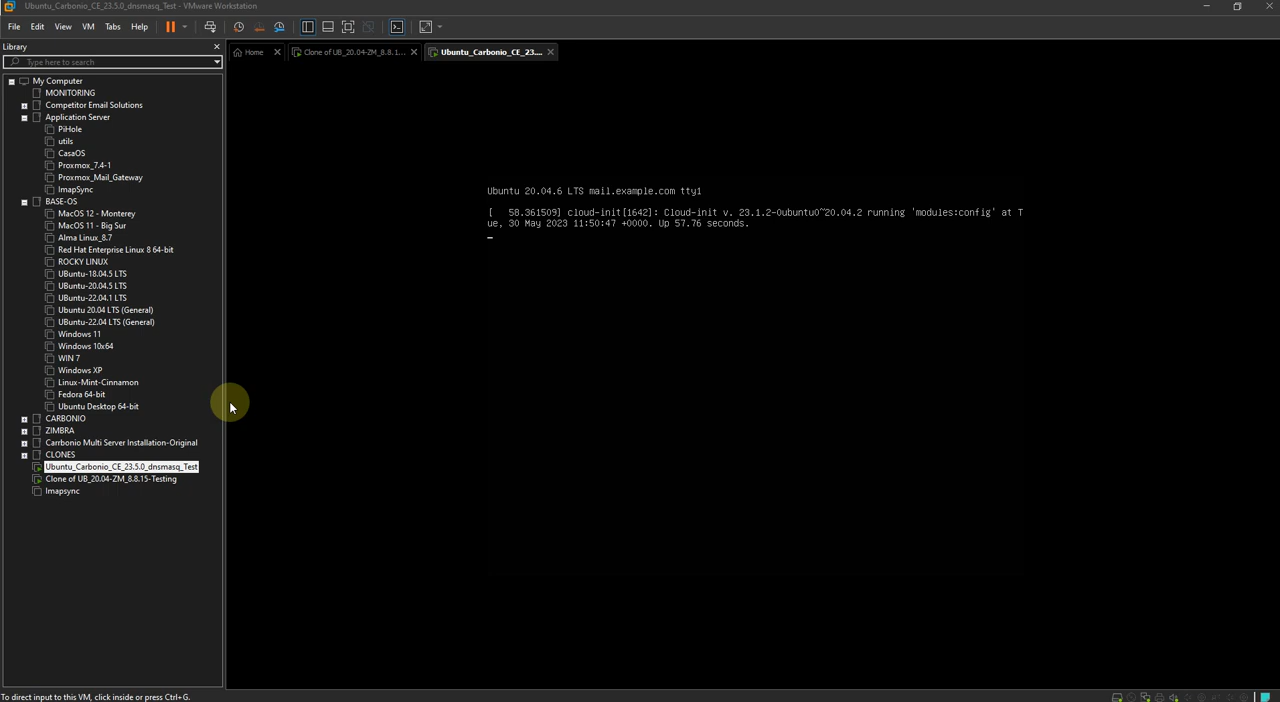 Ubuntu_Carbonio_CE_23.5.0_dnsmasq_Test - VMware Workstation
File Edit View VM Tabs Help
Library
Type here to search
Home
Clone of UB_20.04-ZM_8.8.1...
Ubuntu_Carbonio_CE_23....
My Computer
MONITORING
Competitor Email Solutions
Application Server
PiHole
utils
CasaOS
Proxmox_7.4-1
Proxmox_Mail_Gateway
ImapSync
BASE-OS
MacOS 12 - Monterey
MacOS 11 - Big Sur
Alma Linux_8.7
Red Hat Enterprise Linux 8 64-bit
ROCKY LINUX
UBuntu-18.04.5 LTS
UBuntu-20.04.5 LTS
UBuntu-22.04.1 LTS
Ubuntu 20.04 LTS (General)
UBuntu-22.04 LTS (General)
Windows 11
Windows 10x64
WIN 7
Windows XP
Linux-Mint-Cinnamon
Fedora 64-bit
Ubuntu Desktop 64-bit
CARBONIO
ZIMBRA
Carrbonio Multi Server Installation-Original
CLONES
Ubuntu_Carbonio_CE_23.5.0_dnsmasq_Test
Clone of UB_20.04-ZM_8.8.15-Testing
Imapsync
Ubuntu 20.04.6 LTS mail.example.com tty1
[   58.361509] cloud-init[1642]: Cloud-init v. 23.1.2-0ubuntu0~20.04.2 running 'modules:config' at T
ue, 30 May 2023 11:50:47 +0000. Up 57.76 seconds.
To direct input to this VM, click inside or press Ctrl+G.